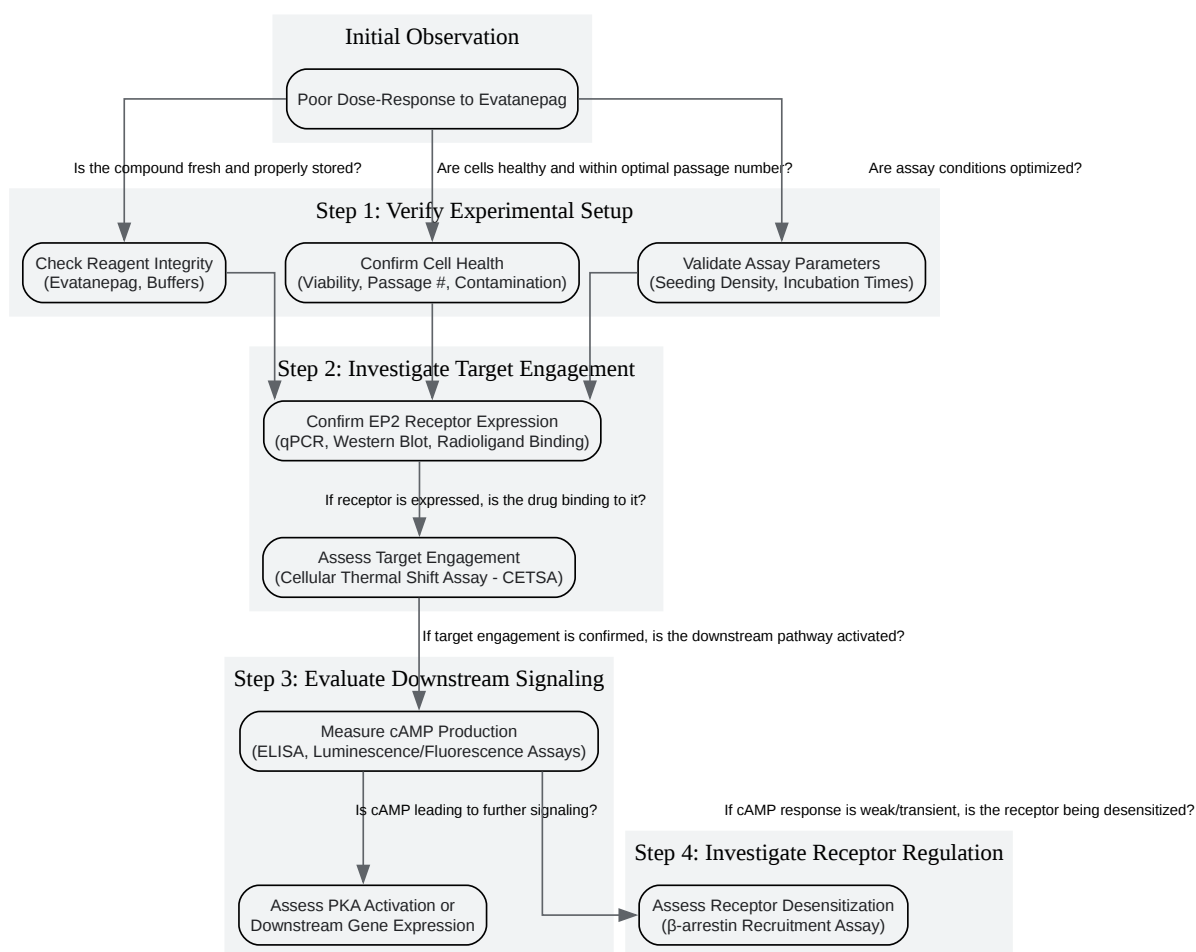 Initial Observation
Poor Dose-Response to Evatanepag
Is the compound fresh and properly stored?
Are cells healthy and within optimal passage number?
Are assay conditions optimized?
Step 1: Verify Experimental Setup
Check Reagent Integrity
(Evatanepag, Buffers)
Confirm Cell Health
(Viability, Passage #, Contamination)
Validate Assay Parameters
(Seeding Density, Incubation Times)
Step 2: Investigate Target Engagement
Confirm EP2 Receptor Expression
(qPCR, Western Blot, Radioligand Binding)
If receptor is expressed, is the drug binding to it?
Assess Target Engagement
(Cellular Thermal Shift Assay - CETSA)
If target engagement is confirmed, is the downstream pathway activated?
Step 3: Evaluate Downstream Signaling
Measure cAMP Production
(ELISA, Luminescence/Fluorescence Assays)
Is cAMP leading to further signaling?
If cAMP response is weak/transient, is the receptor being desensitized?
Step 4: Investigate Receptor Regulation
Assess PKA Activation or
Downstream Gene Expression
Assess Receptor Desensitization
(β-arrestin Recruitment Assay)